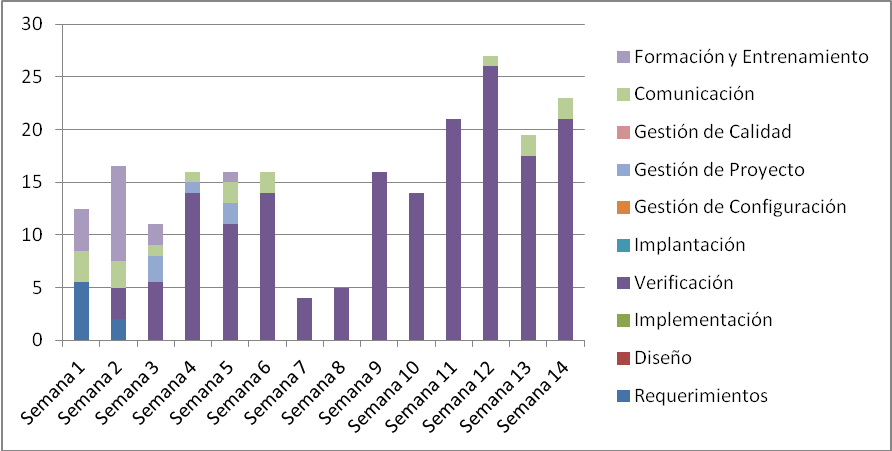 30
25
20
15
10
5
0
Semana 1
Semana 2
Semana 3
Semana 4
Semana 5
Semana 6
Semana 7
Semana 8
Semana 9
Semana 10
Semana 11
Semana 12
Semana 13
Semana 14
Formación y Entrenamiento
Comunicación
Gestión de Calidad
Gestión de Proyecto
Gestión de Configuración
Implantación
Verificación
Implementación
Diseño
Requerimientos